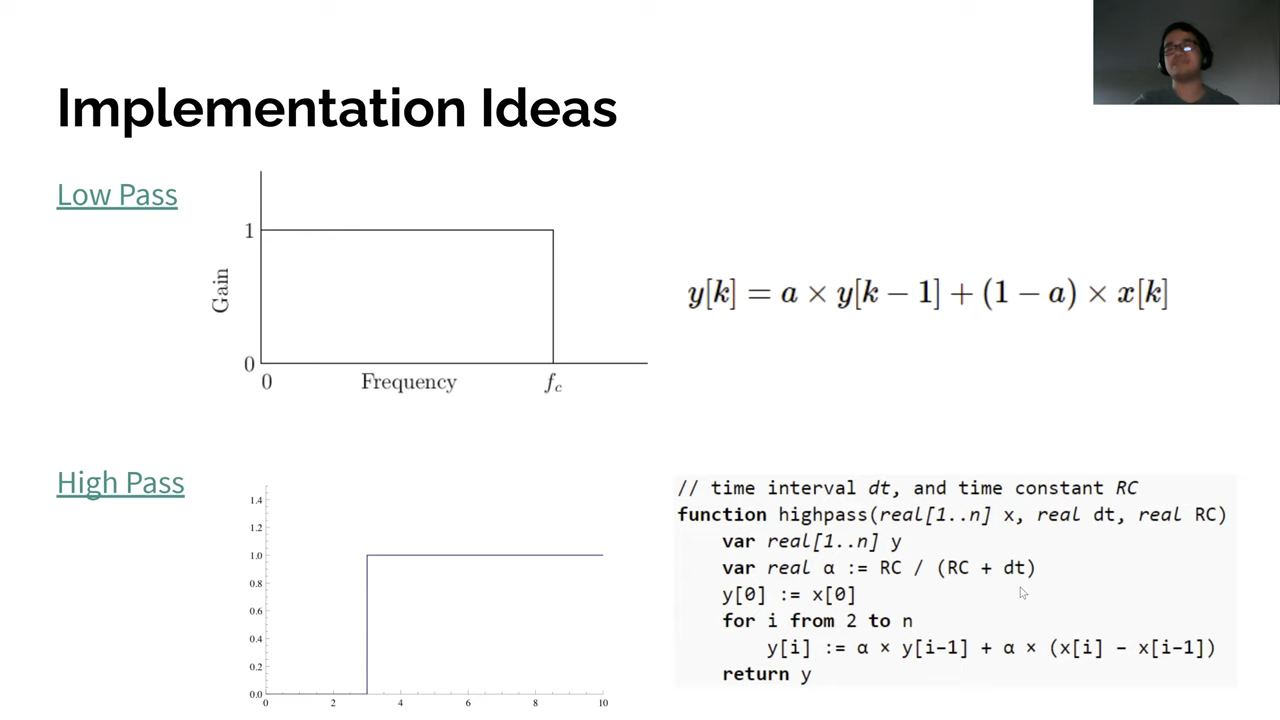 Implementation Ideas
Low Pass
1
Gain
0
0 Frequency f_c
y[k] = a × y[k − 1] + (1 − a) × x[k]
High Pass
1.4
1.2
1.0
0.8
0.6
0.4
0.2
0.0
0 2 4 6 8 10
// time interval dt, and time constant RC
function highpass(real[1..n] x, real dt, real RC)
var real[1..n] y
var real α := RC / (RC + dt)
y[0] := x[0]
for i from 2 to n
y[i] := α × y[i−1] + α × (x[i] − x[i−1])
return y